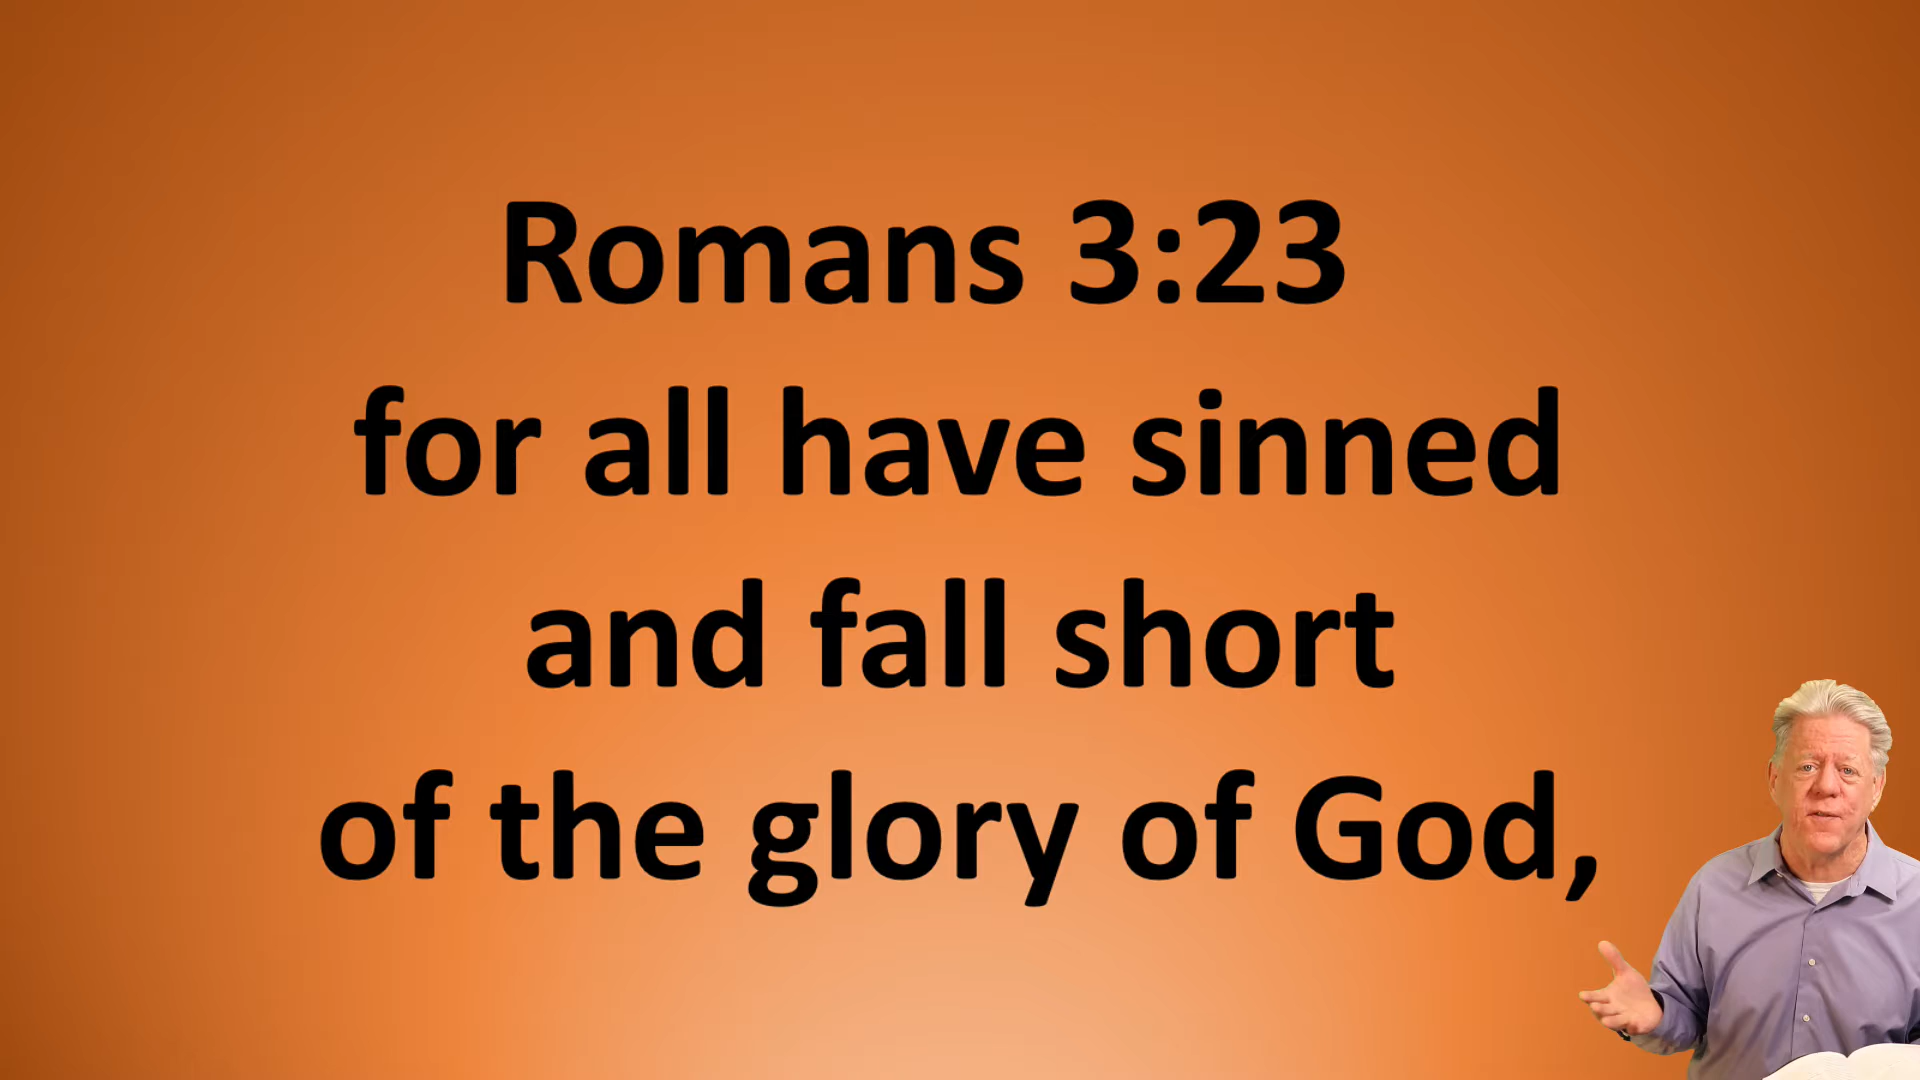 Romans 3:23
for all have sinned
and fall short
of the glory of God,